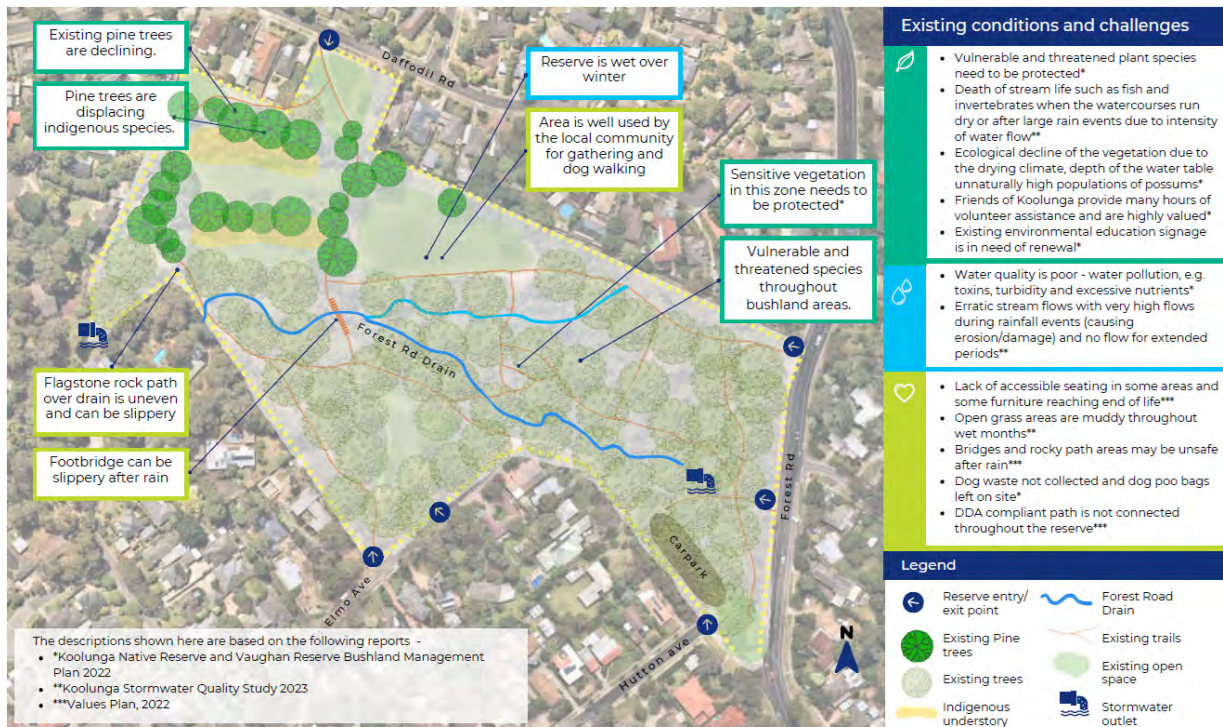 Existing pine trees
are declining.
Pine trees are
displacing
indigenous species.
Daffodil Rd
Reserve is wet over
winter
Area is well used by
the local community
for gathering and
dog walking
Sensitive vegetation
in this zone needs to
be protected*
Vulnerable and
threatened species
throughout
bushland areas.
Forest Rd Drain
Flagstone rock path
over drain is uneven
and can be slippery
Footbridge can be
slippery after rain
Forest Rd
Carpark
Elmo Ave
Hutton ave
N
The descriptions shown here are based on the following reports -
• *Koolunga Native Reserve and Vaughan Reserve Bushland Management
Plan 2022
• **Koolunga Stormwater Quality Study 2023
• ***Values Plan, 2022
Existing conditions and challenges
• Vulnerable and threatened plant species
need to be protected*
• Death of stream life such as fish and
invertebrates when the watercourses run
dry or after large rain events due to intensity
of water flow**
• Ecological decline of the vegetation due to
the drying climate, depth of the water table
unnaturally high populations of possums*
• Friends of Koolunga provide many hours of
volunteer assistance and are highly valued*
• Existing environmental education signage
is in need of renewal*
• Water quality is poor - water pollution, e.g.
toxins, turbidity and excessive nutrients*
• Erratic stream flows with very high flows
during rainfall events (causing
erosion/damage) and no flow for extended
periods**
• Lack of accessible seating in some areas and
some furniture reaching end of life***
• Open grass areas are muddy throughout
wet months**
• Bridges and rocky path areas may be unsafe
after rain***
• Dog waste not collected and dog poo bags
left on site*
• DDA compliant path is not connected
throughout the reserve***
Legend
Reserve entry/
exit point
Existing Pine
trees
Existing trees
Indigenous
understory
Forest Road
Drain
Existing trails
Existing open
space
Stormwater
outlet